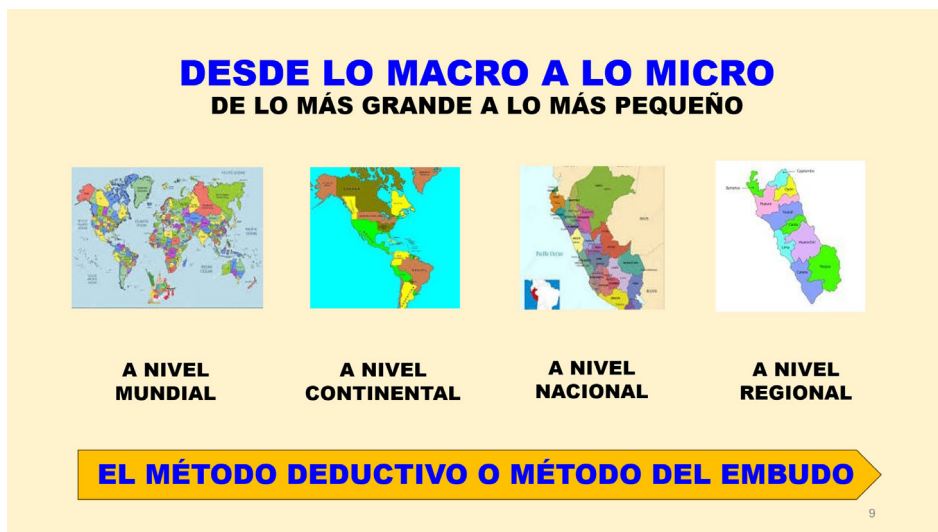 DESDE LO MACRO A LO MICRO
DE LO MÁS GRANDE A LO MÁS PEQUEÑO
A NIVEL
MUNDIAL
A NIVEL
CONTINENTAL
A NIVEL
NACIONAL
A NIVEL
REGIONAL
EL MÉTODO DEDUCTIVO O MÉTODO DEL EMBUDO
9